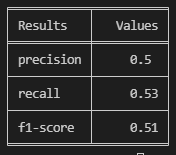 Results Values
precision 0.5
recall 0.53
f1-score 0.51